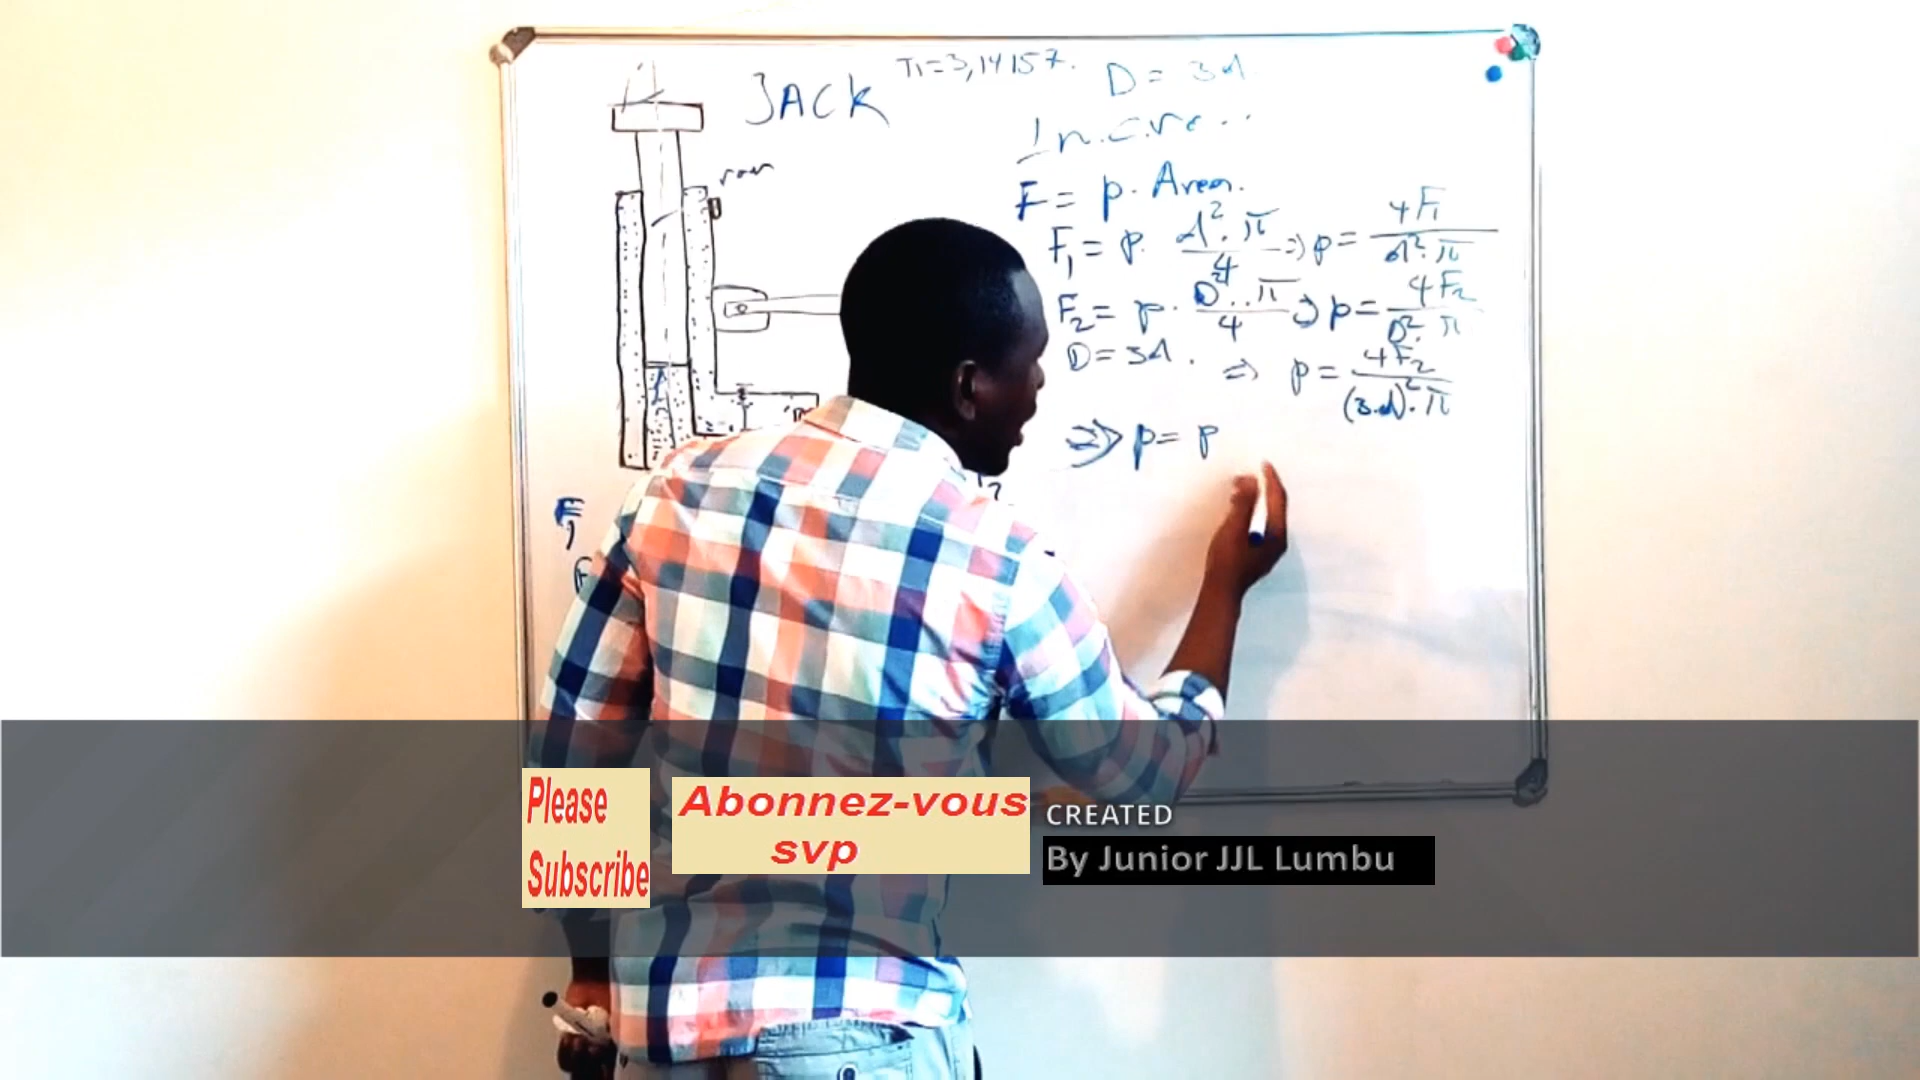 JACK
π=3,14157.
D = 3d.
F = p. Area.
F₁ = p. d².π/4 => p = 4F₁/d².π
F₂ = p. D².π/4 => p = 4F₂/D².π
D = 3d. => p = 4F₂/(3.d)².π
=> p = p
F₁
Please
Subscribe
Abonnez-vous
svp
CREATED
By Junior JJL Lumbu